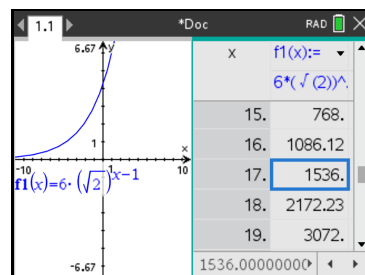 1.1
*Doc
RAD
6.67
y
1
x
-10
10
f1(x)=6·(√2)^x-1
-6.67
x
f1(x):=
6*(√(2))^.
15. 768.
16. 1086.12
17. 1536.
18. 2172.23
19. 3072.
1536.0000000